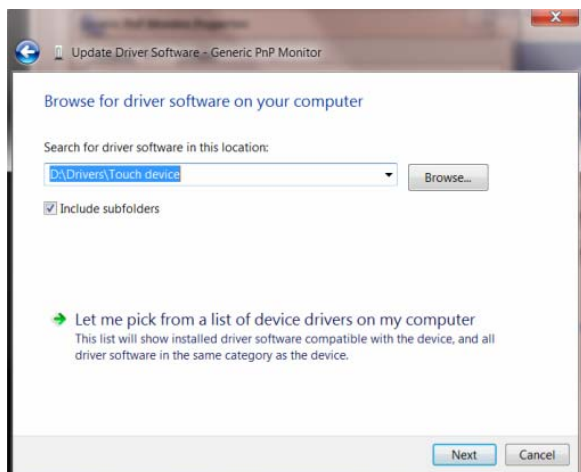 Update Driver Software - Generic PnP Monitor
Browse for driver software on your computer
Search for driver software in this location:
D:\Drivers\Touch device
Browse...
Include subfolders
Let me pick from a list of device drivers on my computer
This list will show installed driver software compatible with the device, and all
driver software in the same category as the device.
Next
Cancel